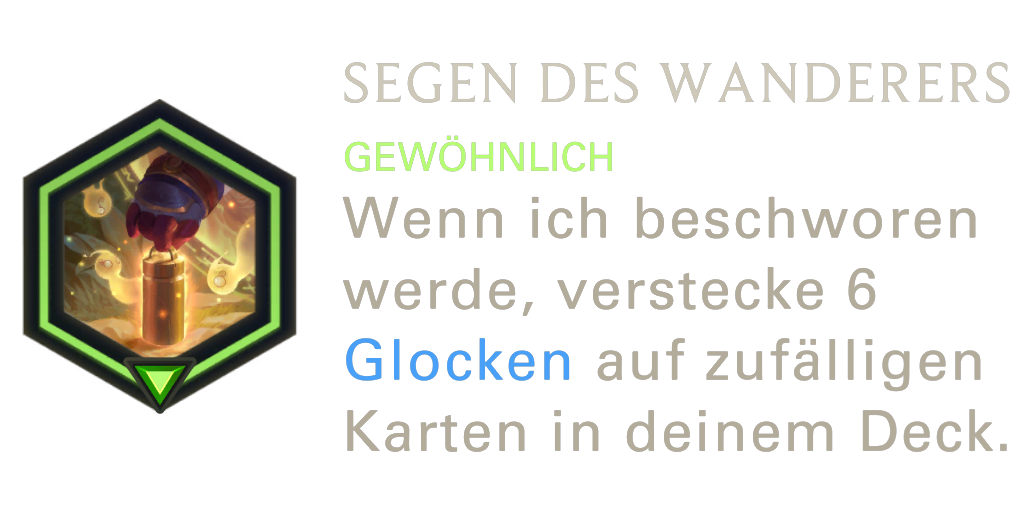 SEGEN DES WANDERERS
GEWÖHNLICH
Wenn ich beschworen
werde, verstecke 6
Glocken auf zufälligen
Karten in deinem Deck.